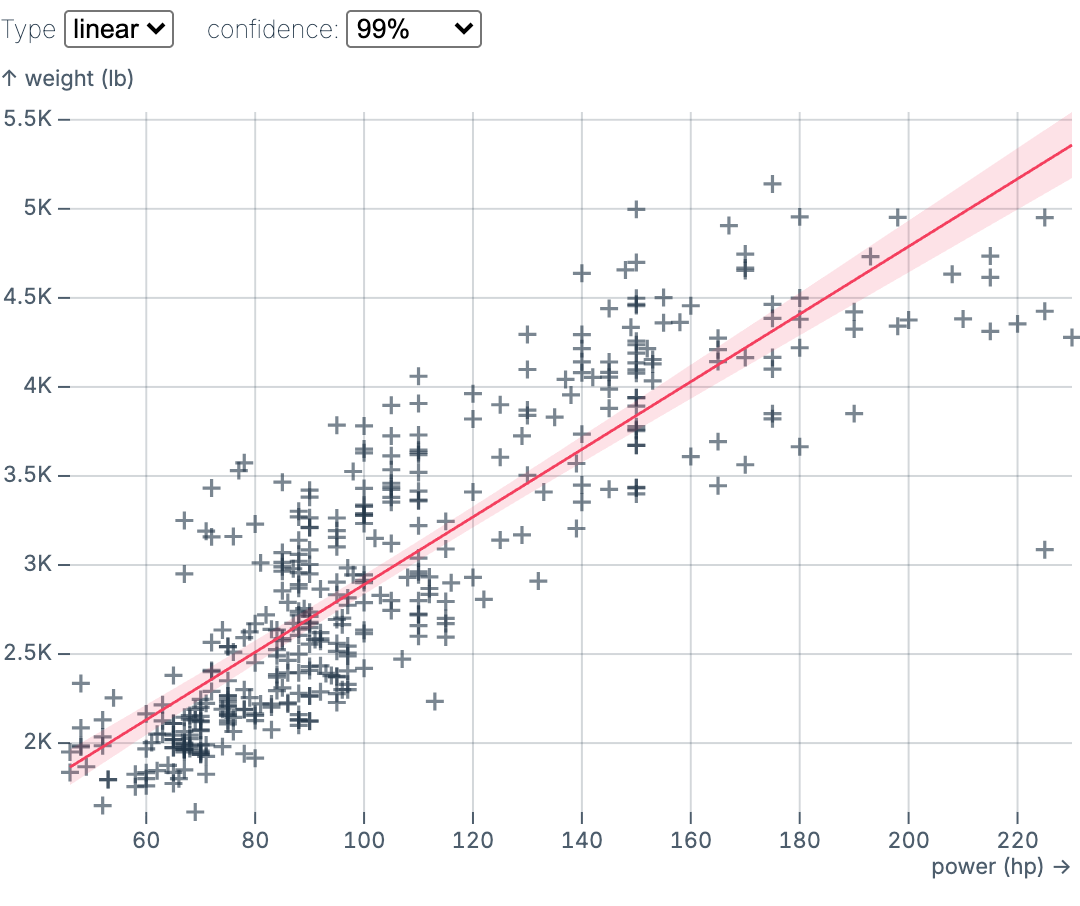 Type linear confidence: 99%
↑ weight (lb)
5.5K
5K
4.5K
4K
3.5K
3K
2.5K
2K
60 80 100 120 140 160 180 200 220
power (hp) →